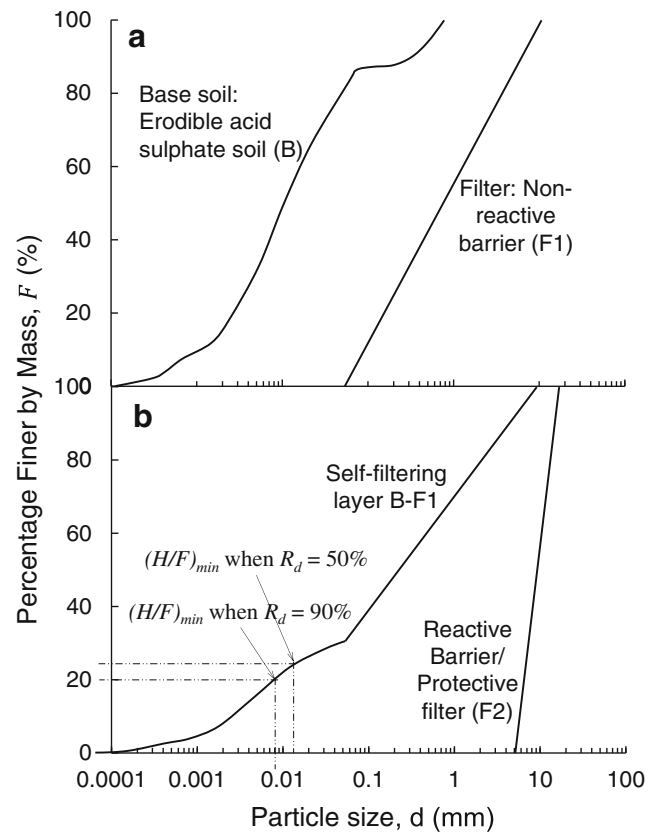 a
100
80
60
40
20
0
Base soil:
Erodible acid
sulphate soil (B)
Filter: Non-
reactive
barrier (F1)
Percentage Finer by Mass, F (%)
b
100
80
60
40
20
0
Self-filtering
layer B-F1
(H/F)min when Rd = 50%
(H/F)min when Rd = 90%
Reactive
Barrier/
Protective
filter (F2)
0.0001 0.001 0.01 0.1 1 10 100
Particle size, d (mm)